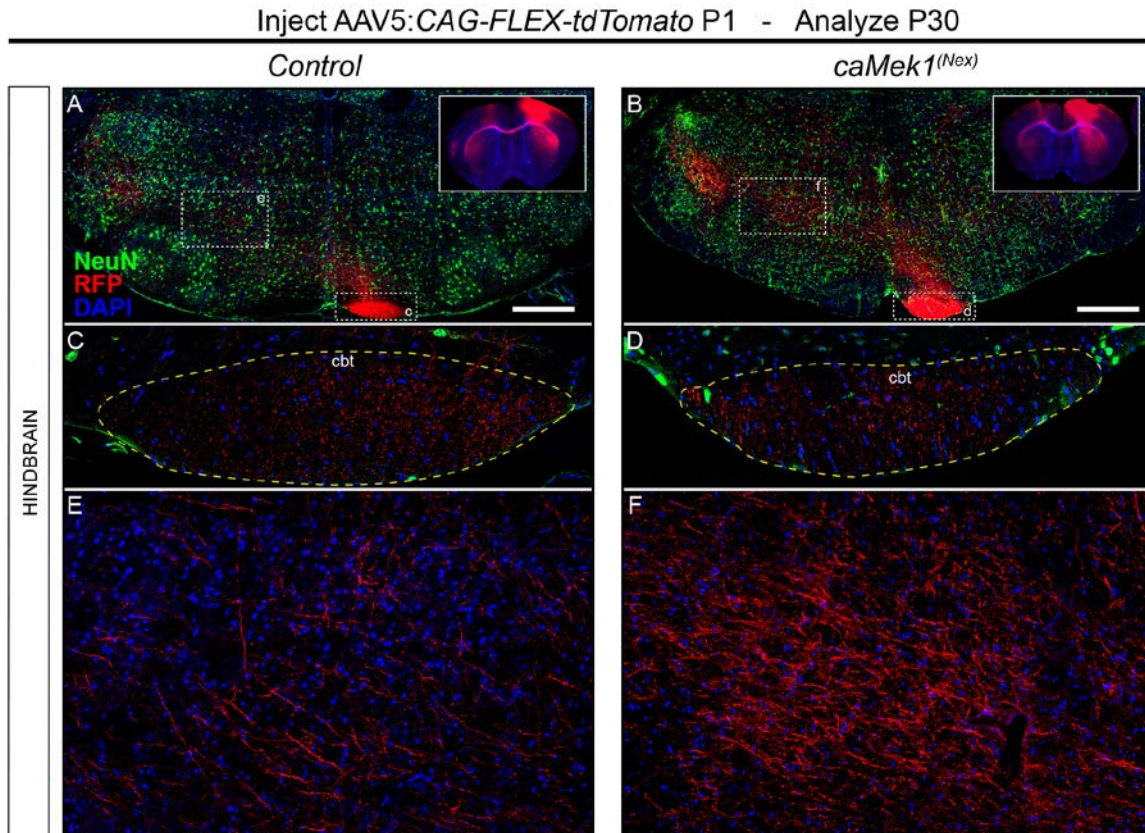 Inject AAV5:CAG-FLEX-tdTomato P1 - Analyze P30
Control
caMek1(Nex)
HINDBRAIN
A
e
NeuN
RFP
DAPI
c
B
f
d
C
cbt
D
cbt
E
F